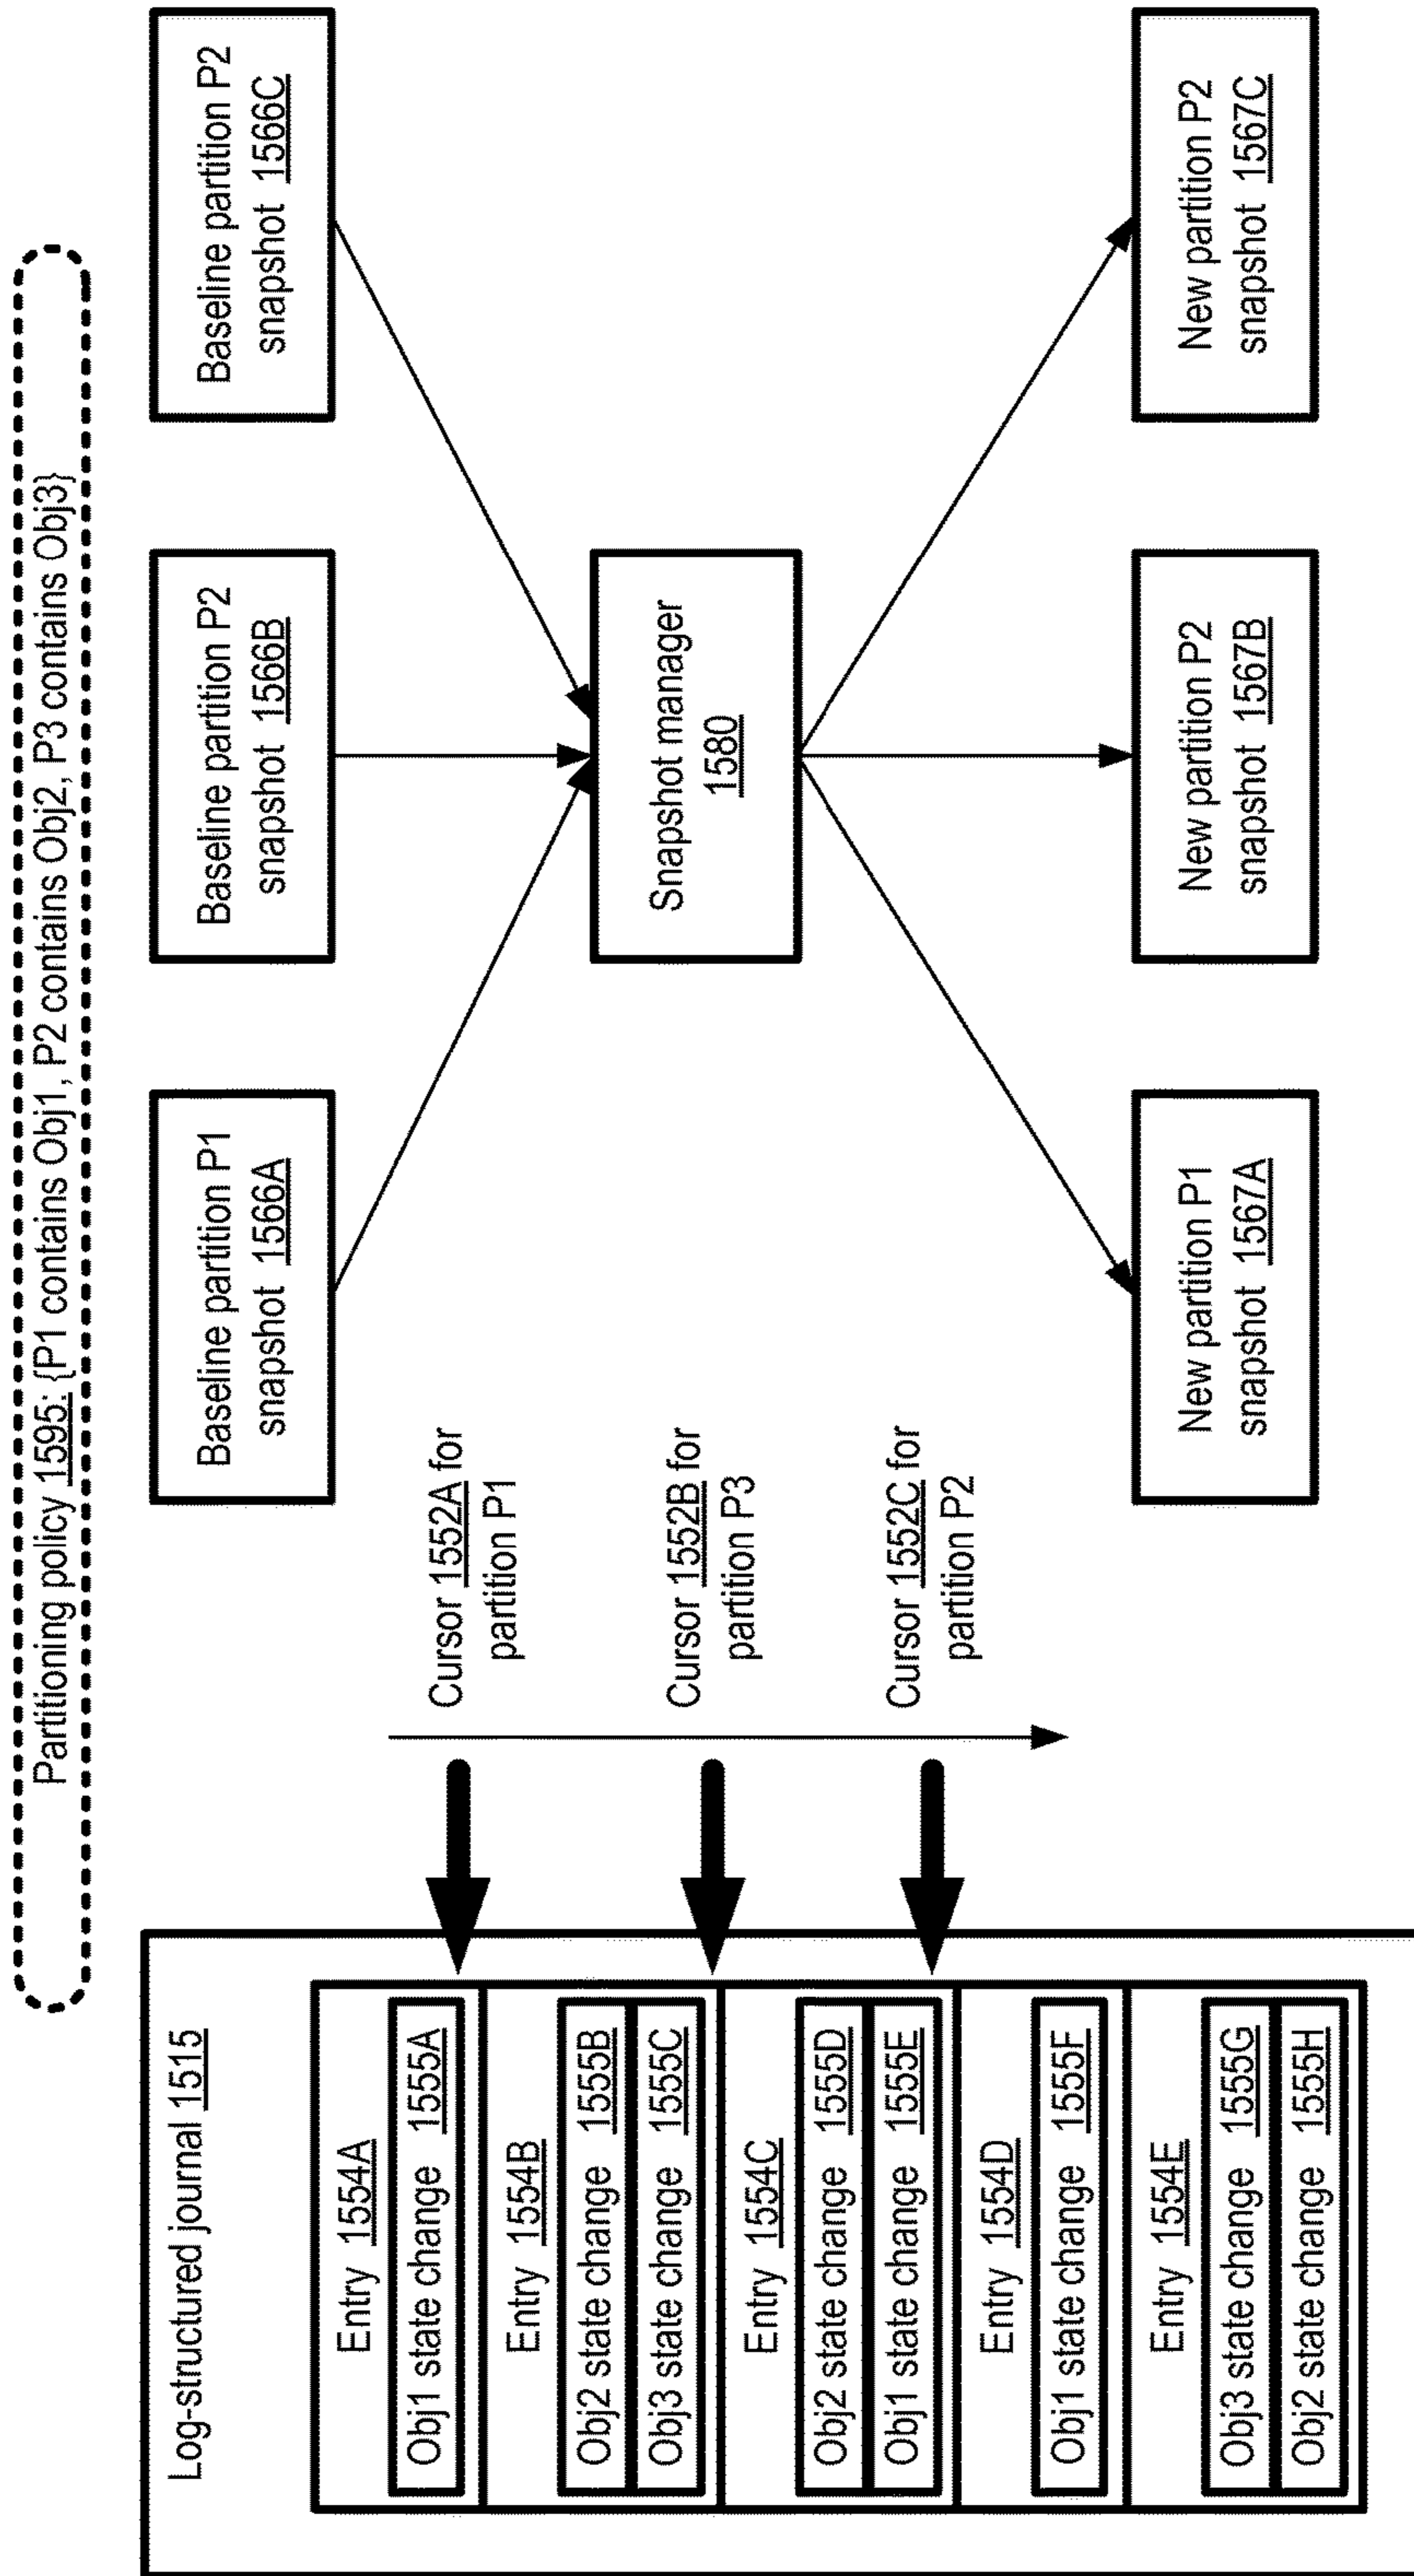 Partitioning policy 1595: {P1 contains Obj1, P2 contains Obj2, P3 contains Obj3}
Log-structured journal 1515
Entry 1554A
Obj1 state change 1555A
Entry 1554B
Obj2 state change 1555B
Obj3 state change 1555C
Entry 1554C
Obj2 state change 1555D
Obj1 state change 1555E
Entry 1554D
Obj1 state change 1555F
Entry 1554E
Obj3 state change 1555G
Obj2 state change 1555H
Cursor 1552A for
partition P1
Cursor 1552B for
partition P3
Cursor 1552C for
partition P2
Baseline partition P1
snapshot 1566A
Baseline partition P2
snapshot 1566B
Baseline partition P2
snapshot 1566C
Snapshot manager
1580
New partition P1
snapshot 1567A
New partition P2
snapshot 1567B
New partition P2
snapshot 1567C